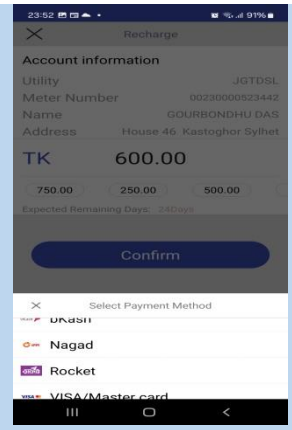 23:52 91%
Recharge
Account information
Utility JGTDSL
Meter Number 00230000523442
Name GOURBONDHU DAS
Address House 46 Kastoghor Sylhet
TK 600.00
750.00 250.00 500.00
Expected Remaining Days: 24Days
Confirm
Select Payment Method
bKash
Nagad
Rocket
VISA/Master card